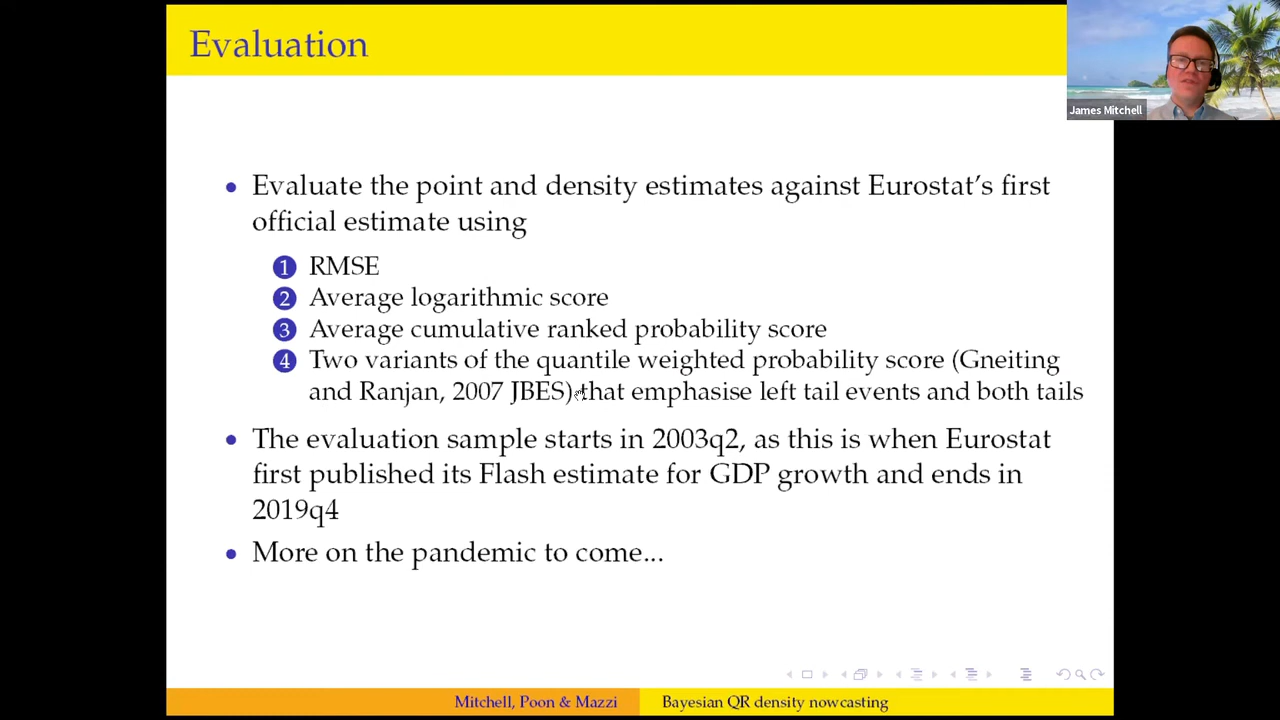 Evaluation
James Mitchell
Evaluate the point and density estimates against Eurostat's first
official estimate using
1 RMSE
2 Average logarithmic score
3 Average cumulative ranked probability score
4 Two variants of the quantile weighted probability score (Gneiting
and Ranjan, 2007 JBES) that emphasise left tail events and both tails
The evaluation sample starts in 2003q2, as this is when Eurostat
first published its Flash estimate for GDP growth and ends in
2019q4
More on the pandemic to come...
Mitchell, Poon & Mazzi
Bayesian QR density nowcasting